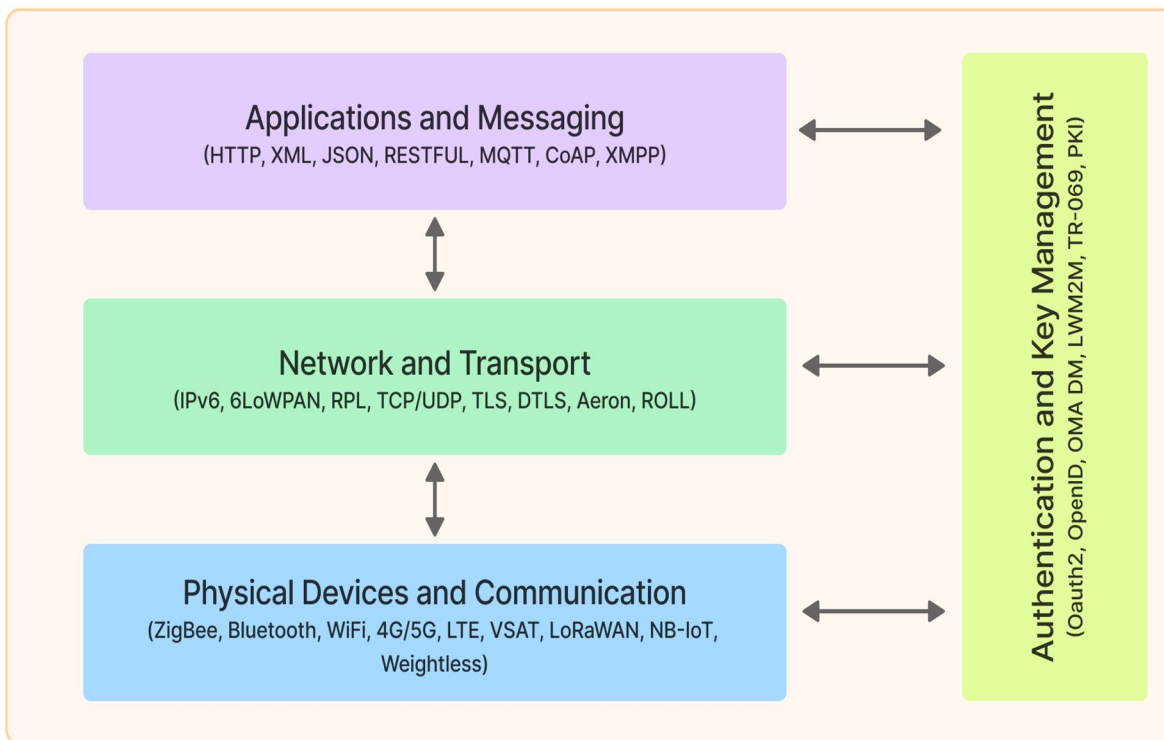 Applications and Messaging
(HTTP, XML, JSON, RESTFUL, MQTT, CoAP, XMPP)
Network and Transport
(IPv6, 6LoWPAN, RPL, TCP/UDP, TLS, DTLS, Aeron, ROLL)
Physical Devices and Communication
(ZigBee, Bluetooth, WiFi, 4G/5G, LTE, VSAT, LoRaWAN, NB-IoT,
Weightless)
Authentication and Key Management
(Oauth2, OpenID, OMA DM, LWM2M, TR-069, PKI)